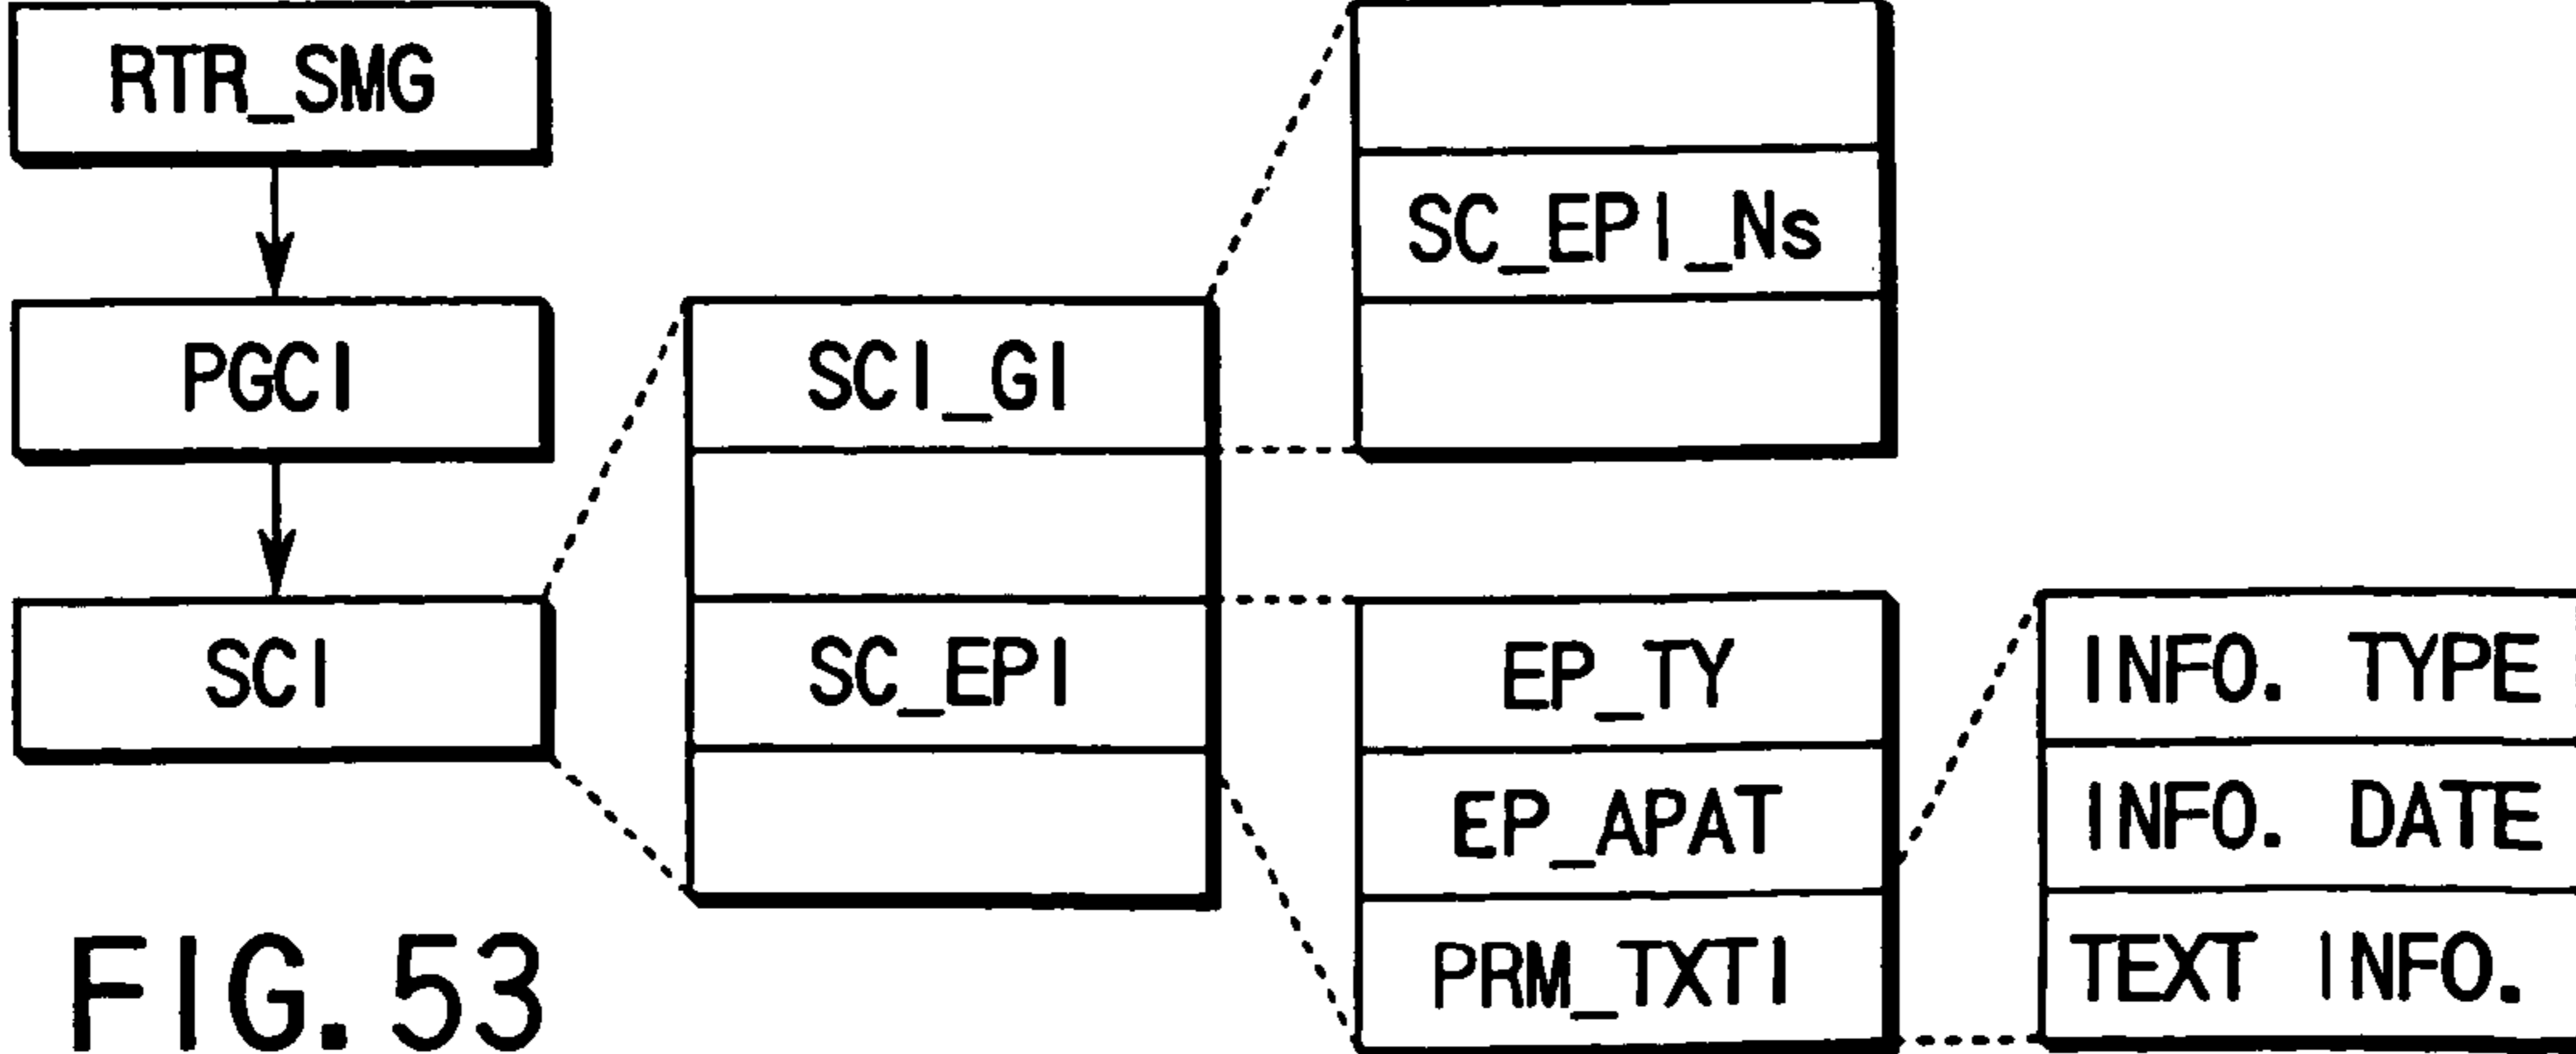 RTR_SMG
PGCI
SCI
SCI_GI
SC_EPI
SC_EPI_Ns
EP_TY
EP_APAT
PRM_TXTI
INFO. TYPE
INFO. DATE
TEXT INFO.
FIG. 53